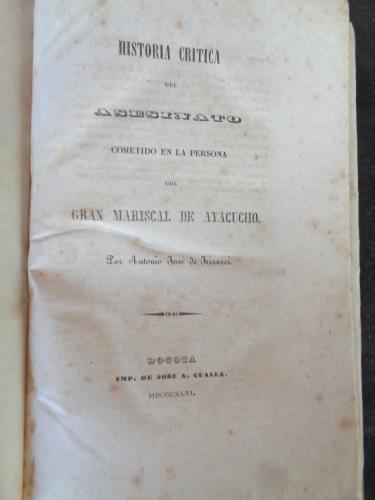 HISTORIA CRITICA
DEL
ASESINATO
COMETIDO EN LA PERSONA
DEL
GRAN MARISCAL DE AYACUCHO.
Por Antonio José de Irisarri.
BOGOTA
IMP. DE JOSE A. CUALLA.
MDCCCXLVI.